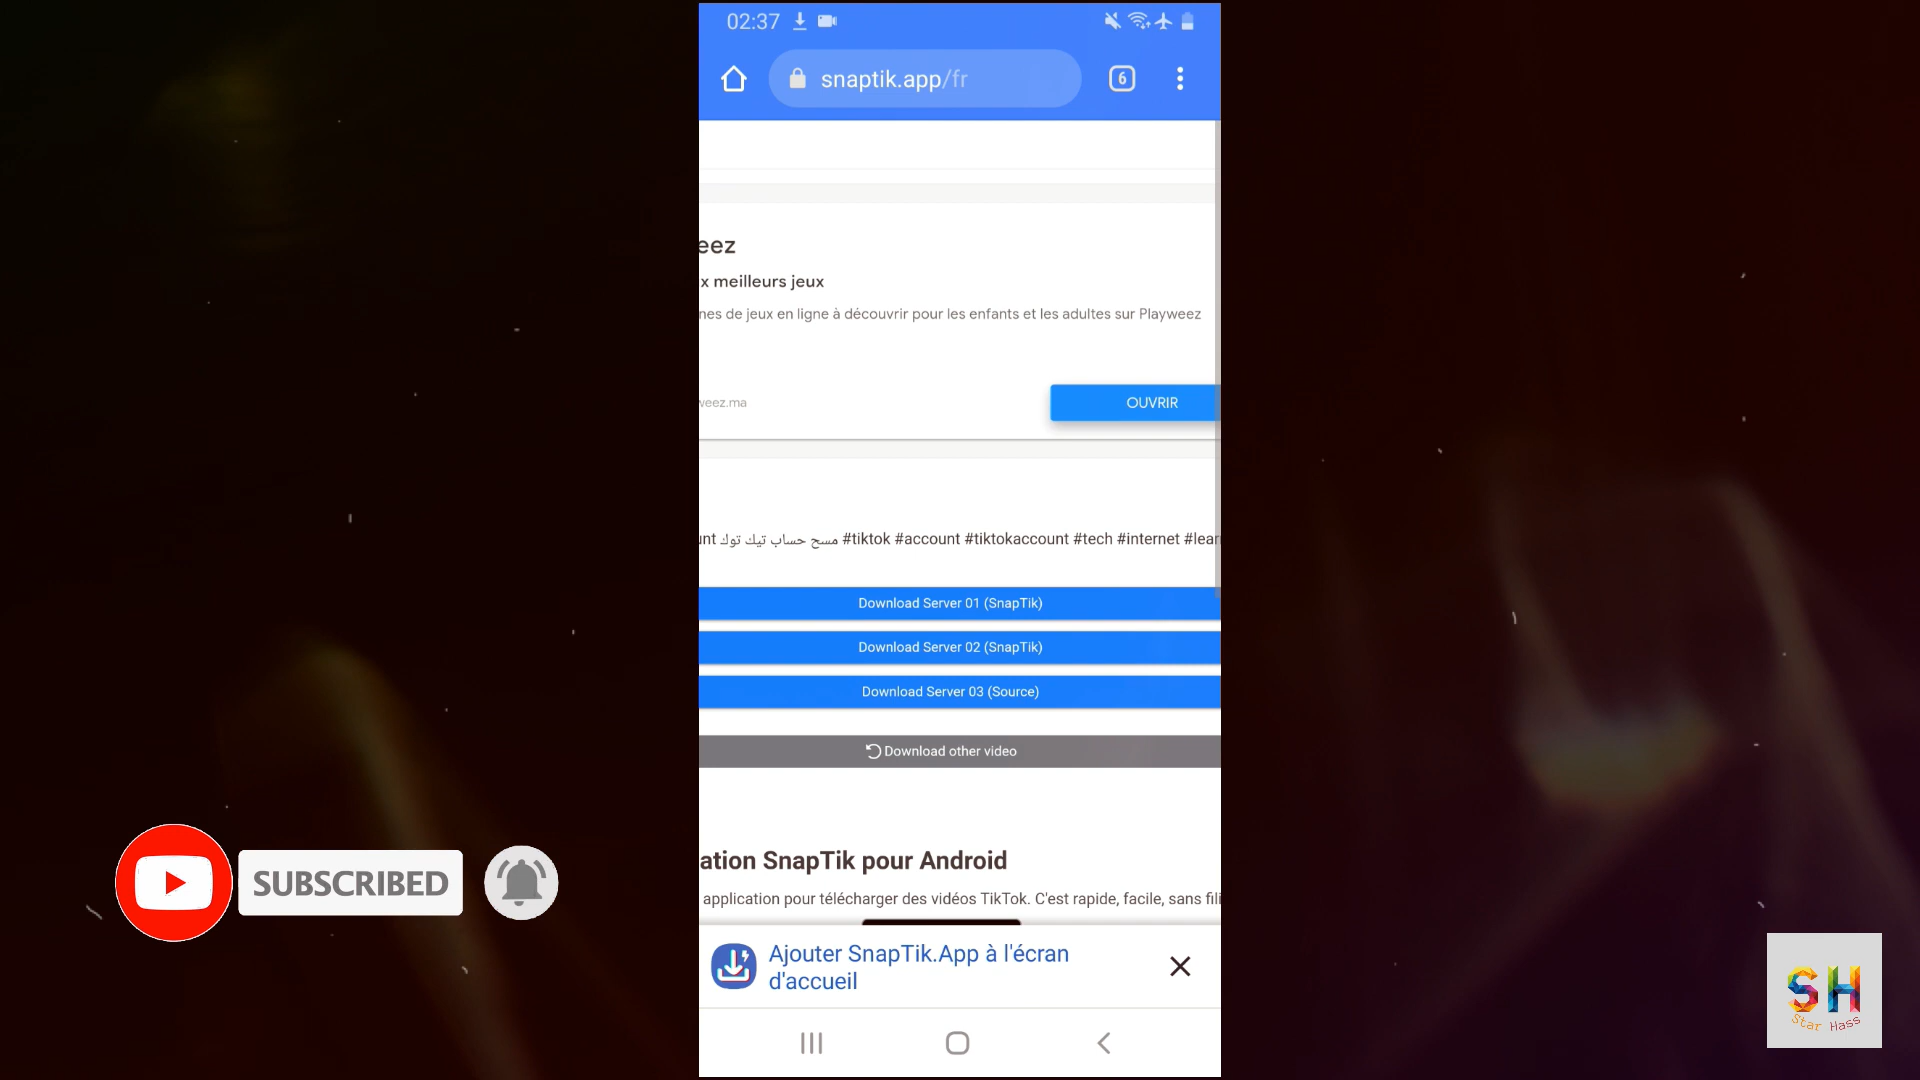 02:37
snaptik.app/fr
6
eez
x meilleurs jeux
nes de jeux en ligne à découvrir pour les enfants et les adultes sur Playweez
weez.ma
OUVRIR
unt مسح حساب تيك توك #tiktok #account #tiktokaccount #tech #internet #lear
Download Server 01 (SnapTik)
Download Server 02 (SnapTik)
Download Server 03 (Source)
Download other video
ation SnapTik pour Android
application pour télécharger des vidéos TikTok. C'est rapide, facile, sans fili
SUBSCRIBED
Ajouter SnapTik.App à l'écran
d'accueil
SH
Star Hass